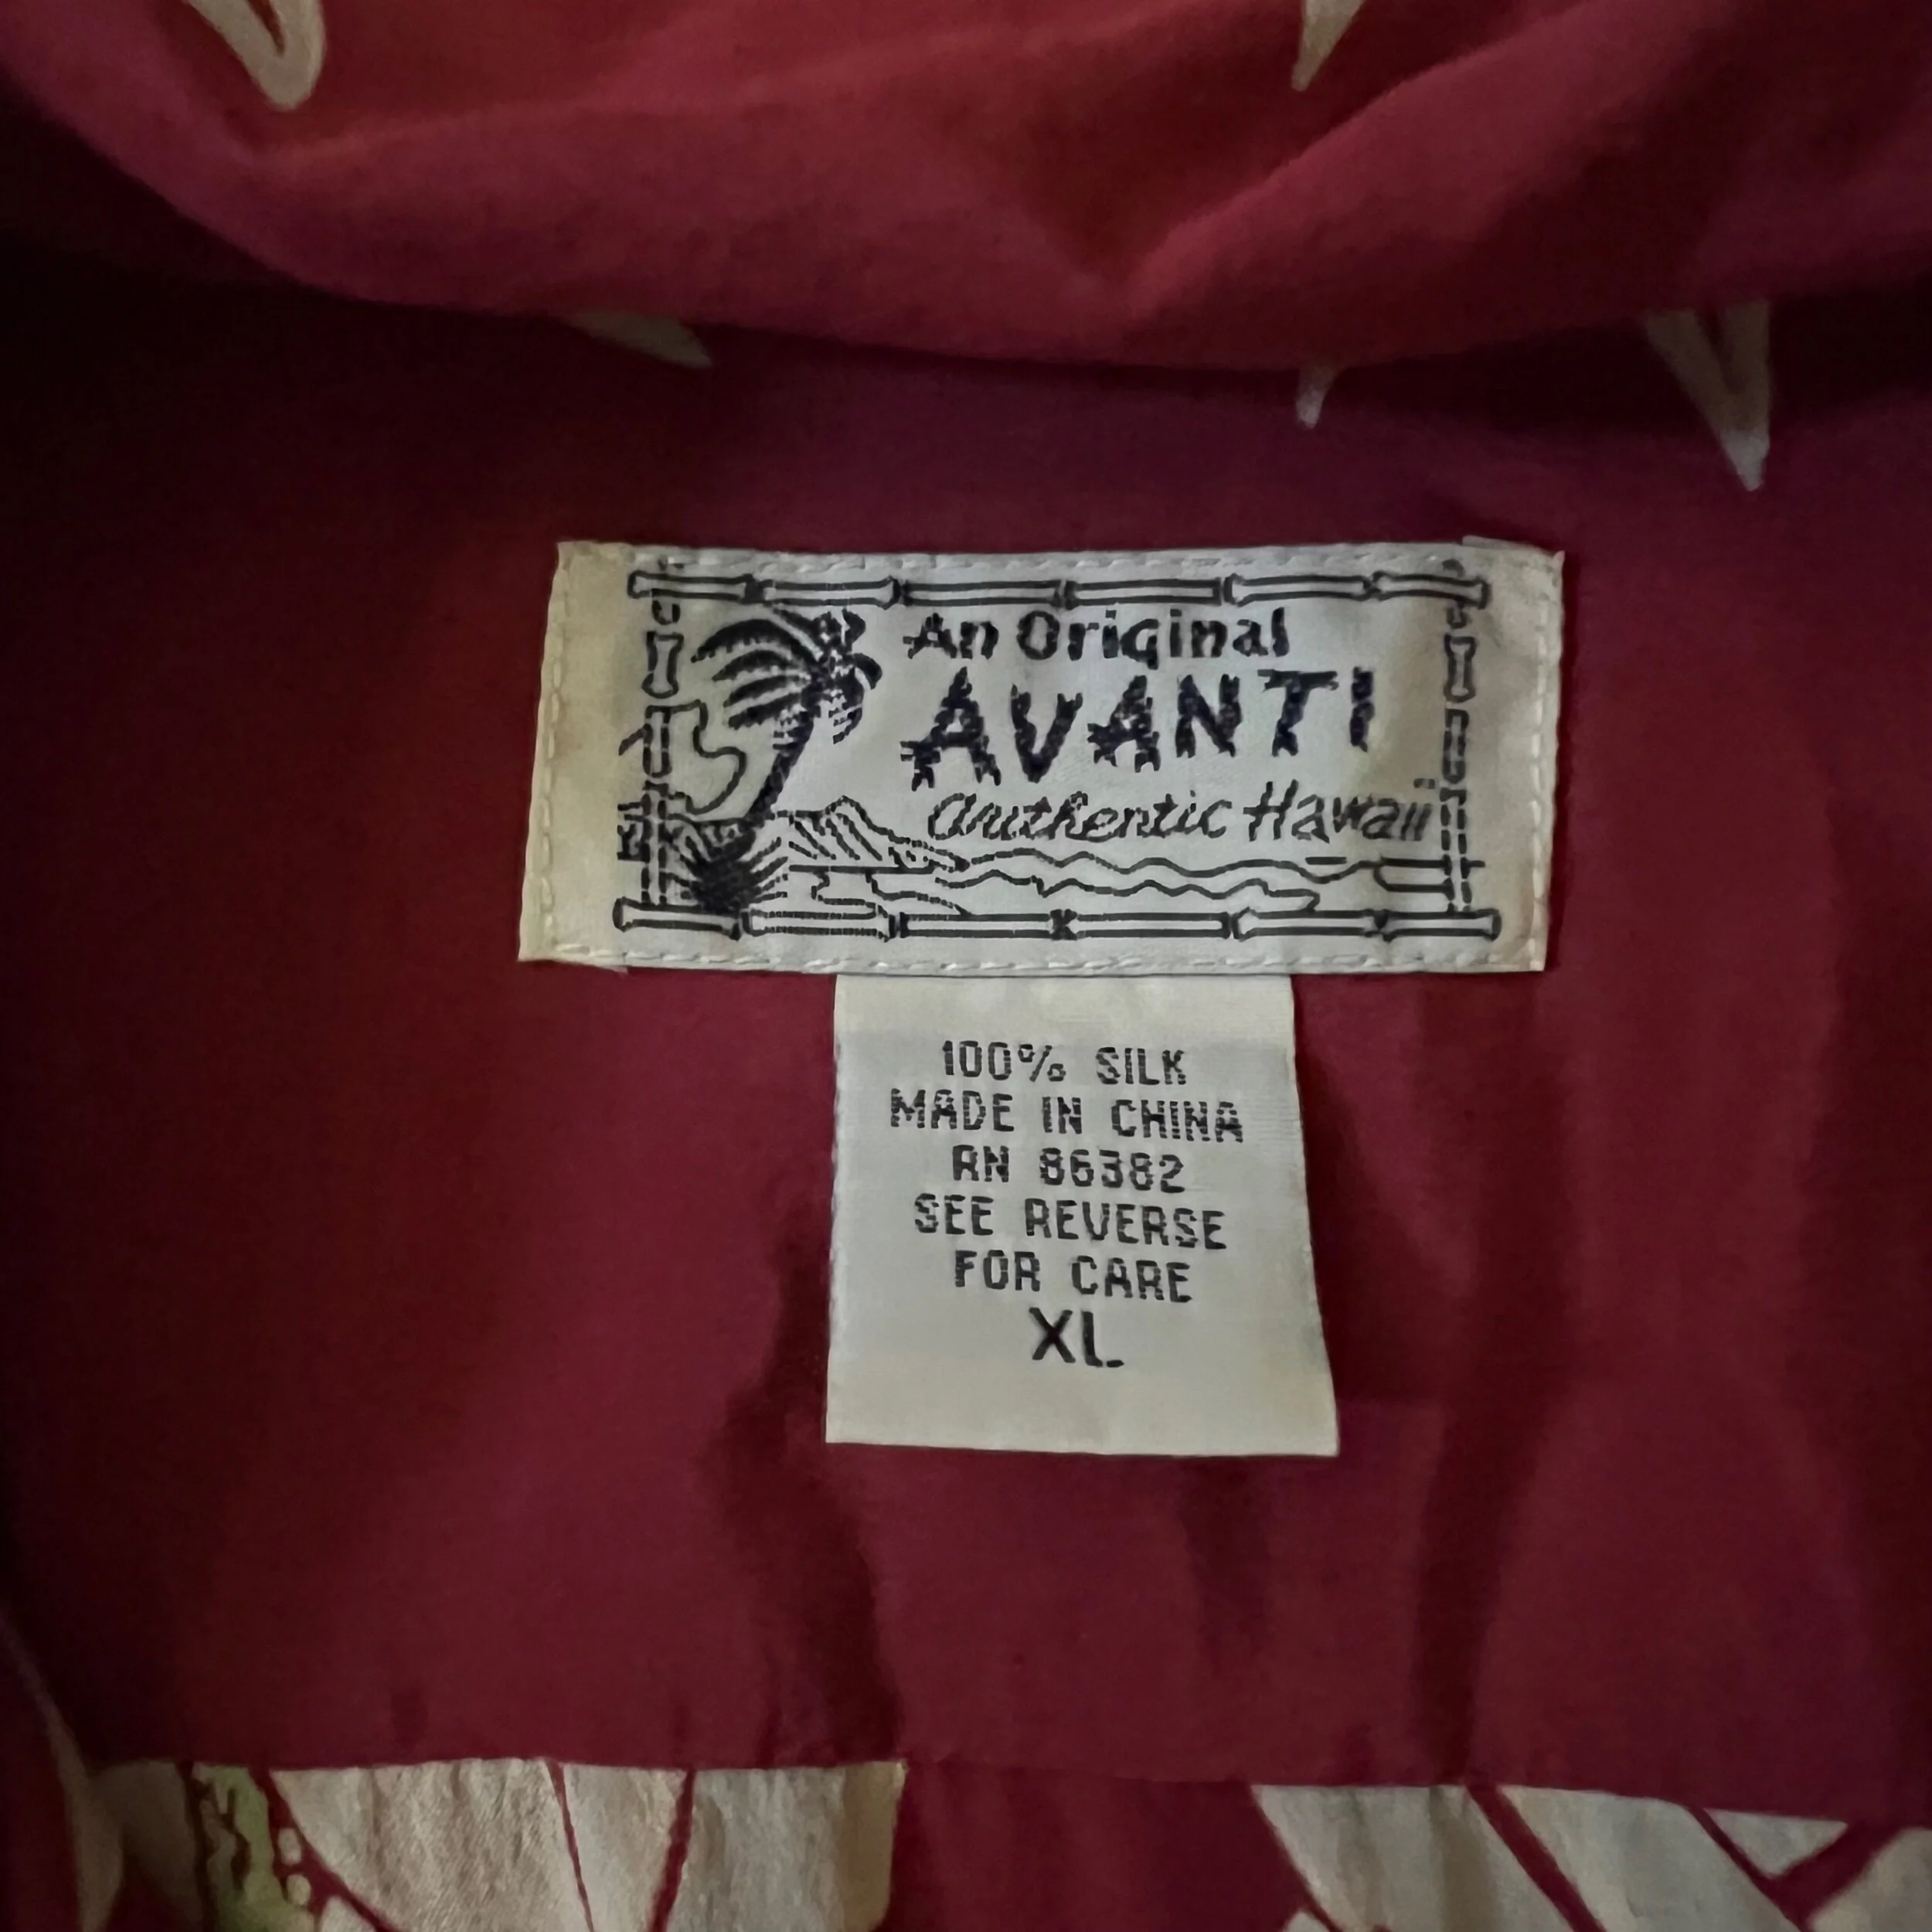 An Original
AVANTI
Authentic Hawaii
100% SILK
MADE IN CHINA
RN 86382
SEE REVERSE
FOR CARE
XL